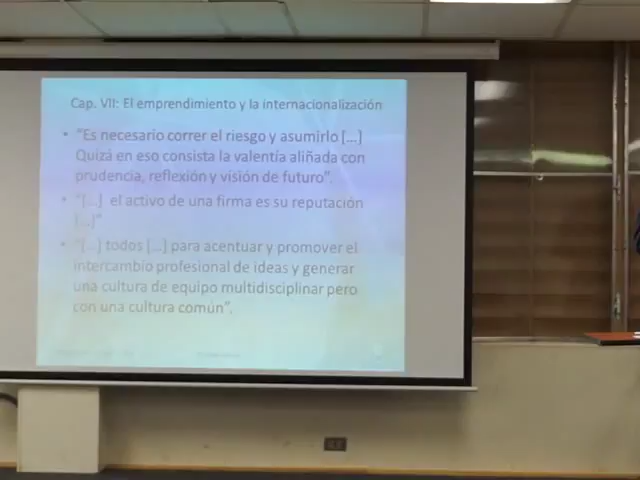 Cap. VII: El emprendimiento y la internacionalización
• "Es necesario correr el riesgo y asumirlo [...]
Quizá en eso consista la valentía aliñada con
prudencia, reflexión y visión de futuro".
• "[...] el activo de una firma es su reputación
[...]"
• "[...] todos [...] para acentuar y promover el
intercambio profesional de ideas y generar
una cultura de equipo multidisciplinar pero
con una cultura común".